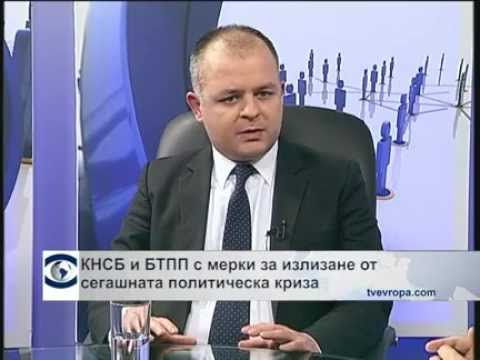 КНСБ и БТПП с мерки за излизане от
сегашната политическа криза
tvevropa.com